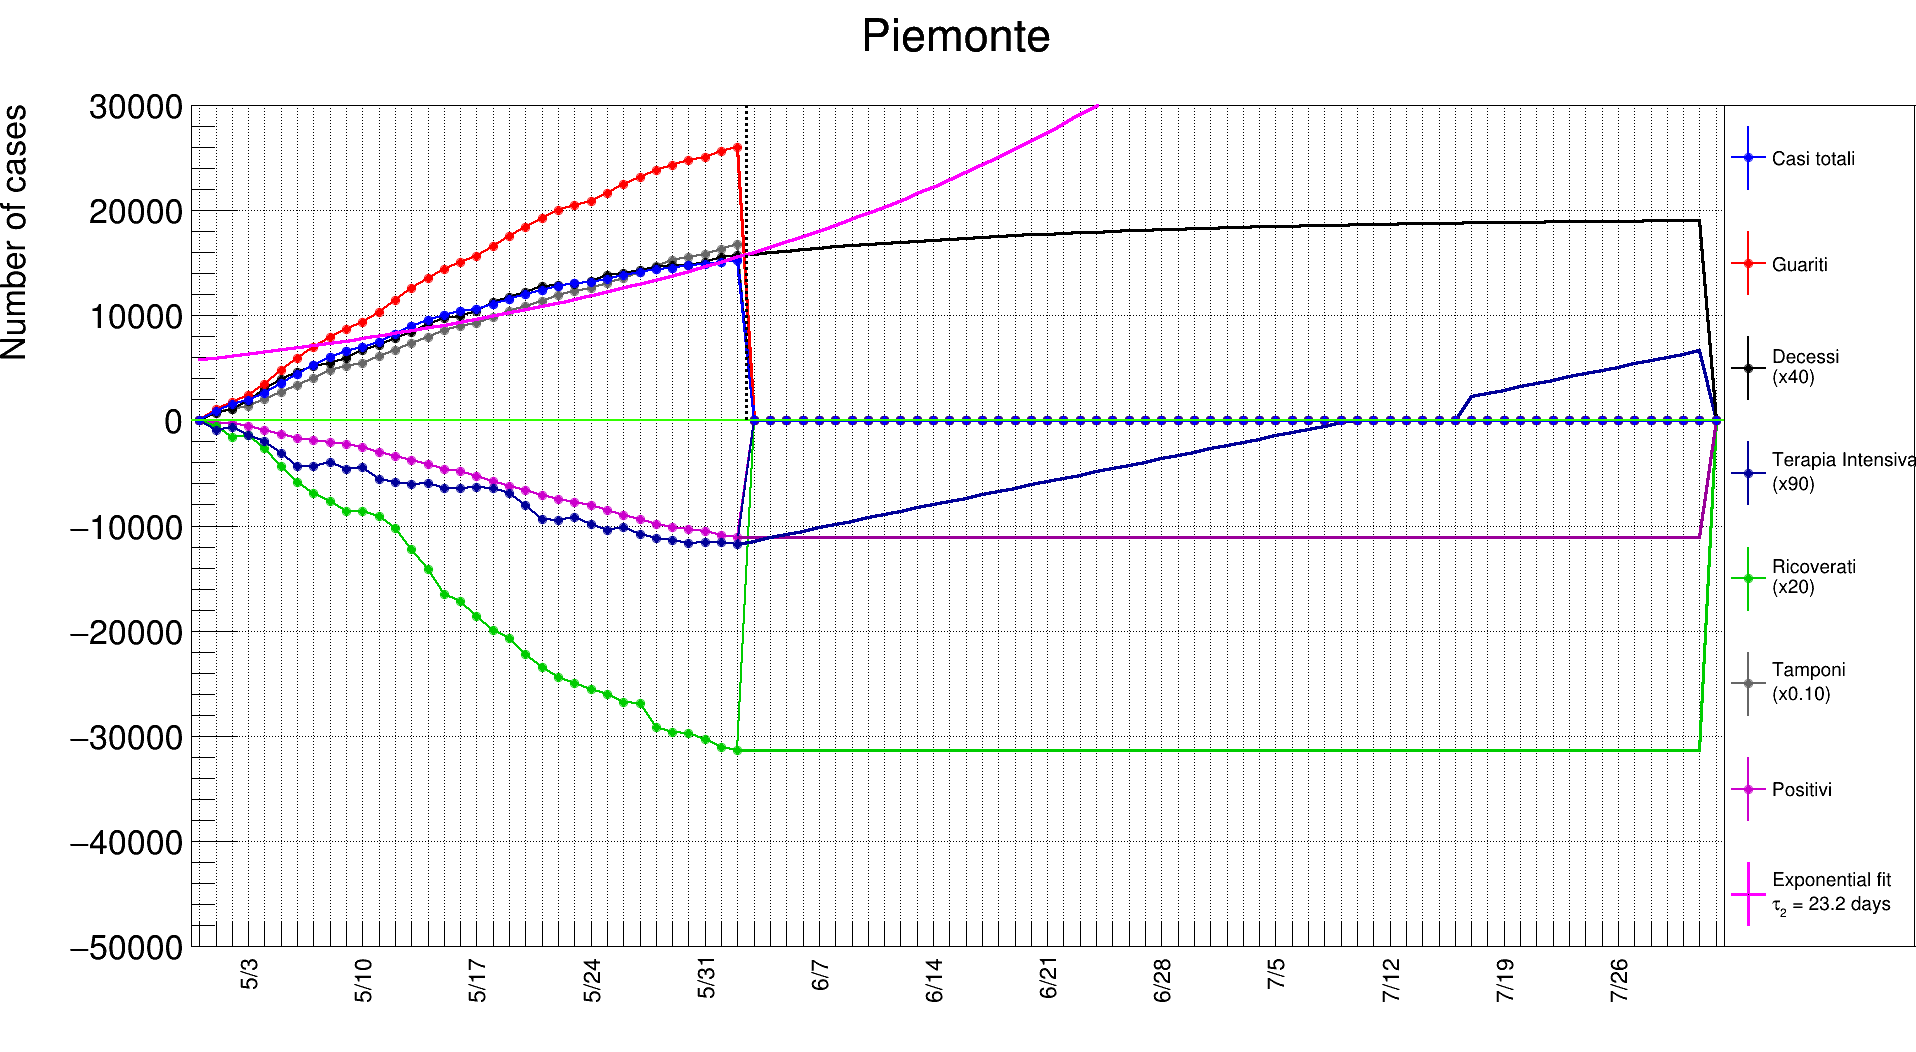 Piemonte
Number of cases
30000
20000
10000
0
−10000
−20000
−30000
−40000
−50000
5/3
5/10
5/17
5/24
5/31
6/7
6/14
6/21
6/28
7/5
7/12
7/19
7/26
Casi totali
Guariti
Decessi
(x40)
Terapia Intensiva
(x90)
Ricoverati
(x20)
Tamponi
(x0.10)
Positivi
Exponential fit
τ2 = 23.2 days